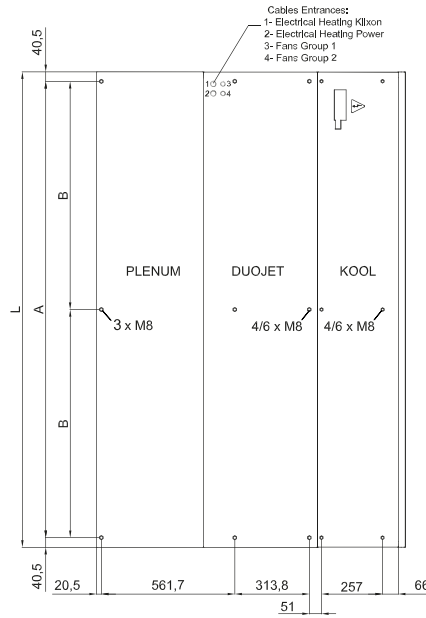 Cables Entrances:
1- Electrical Heating Klixon
2- Electrical Heating Power
3- Fans Group 1
4- Fans Group 2
40,5
1 3
2 4
B
PLENUM DUOJET KOOL
L
A
3 x M8
4/6 x M8
4/6 x M8
B
40,5
20,5
561,7
313,8
257
66
51